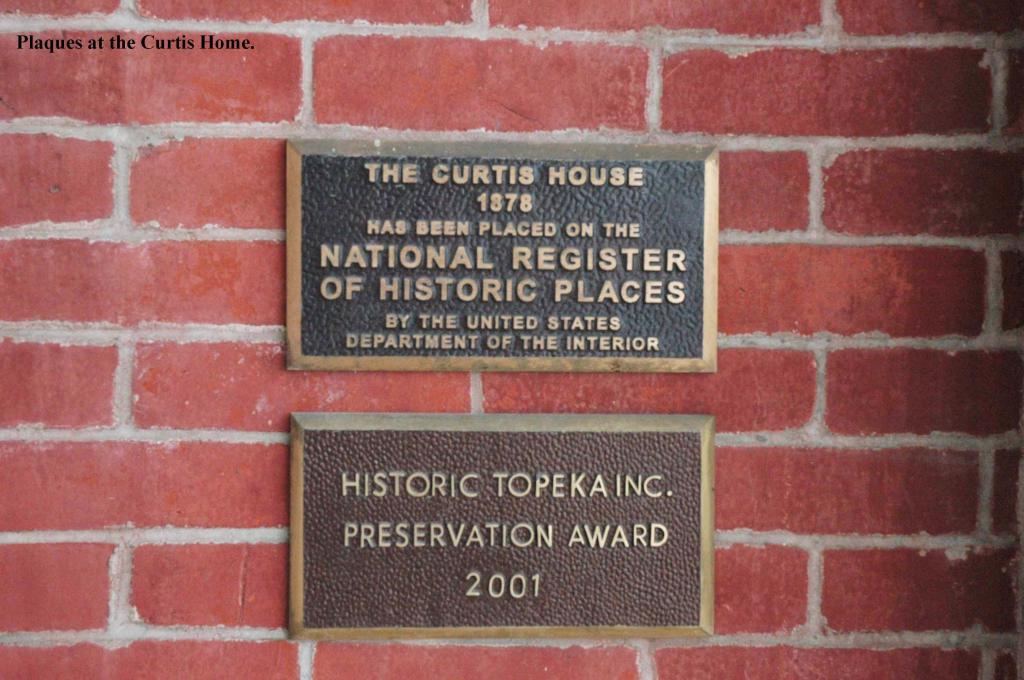 Plaques at the Curtis Home.
THE CURTIS HOUSE
1878
HAS BEEN PLACED ON THE
NATIONAL REGISTER
OF HISTORIC PLACES
BY THE UNITED STATES
DEPARTMENT OF THE INTERIOR
HISTORIC TOPEKA INC.
PRESERVATION AWARD
2001